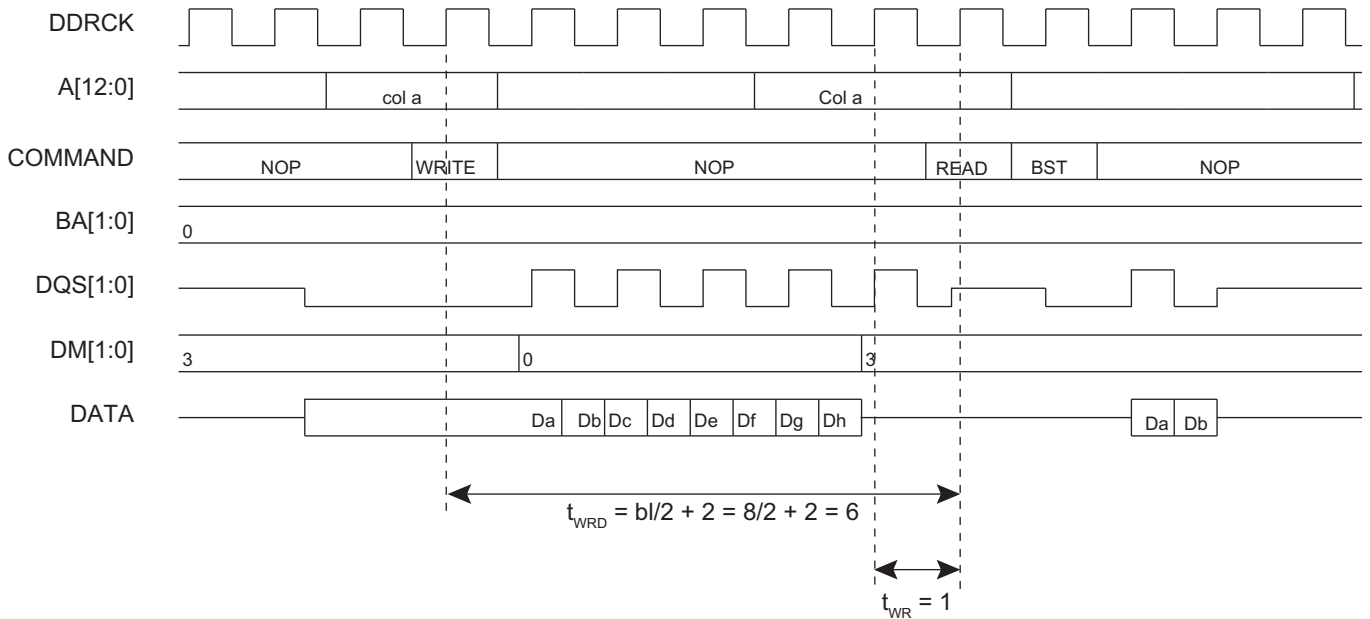 DDRCK
A[12:0]
col a
Col a
COMMAND
NOP WRITE NOP READ BST NOP
BA[1:0]
0
DQS[1:0]
DM[1:0]
3 0 3
DATA
Da Db Dc Dd De Df Dg Dh Da Db
tWRD = bl/2 + 2 = 8/2 + 2 = 6
tWR = 1